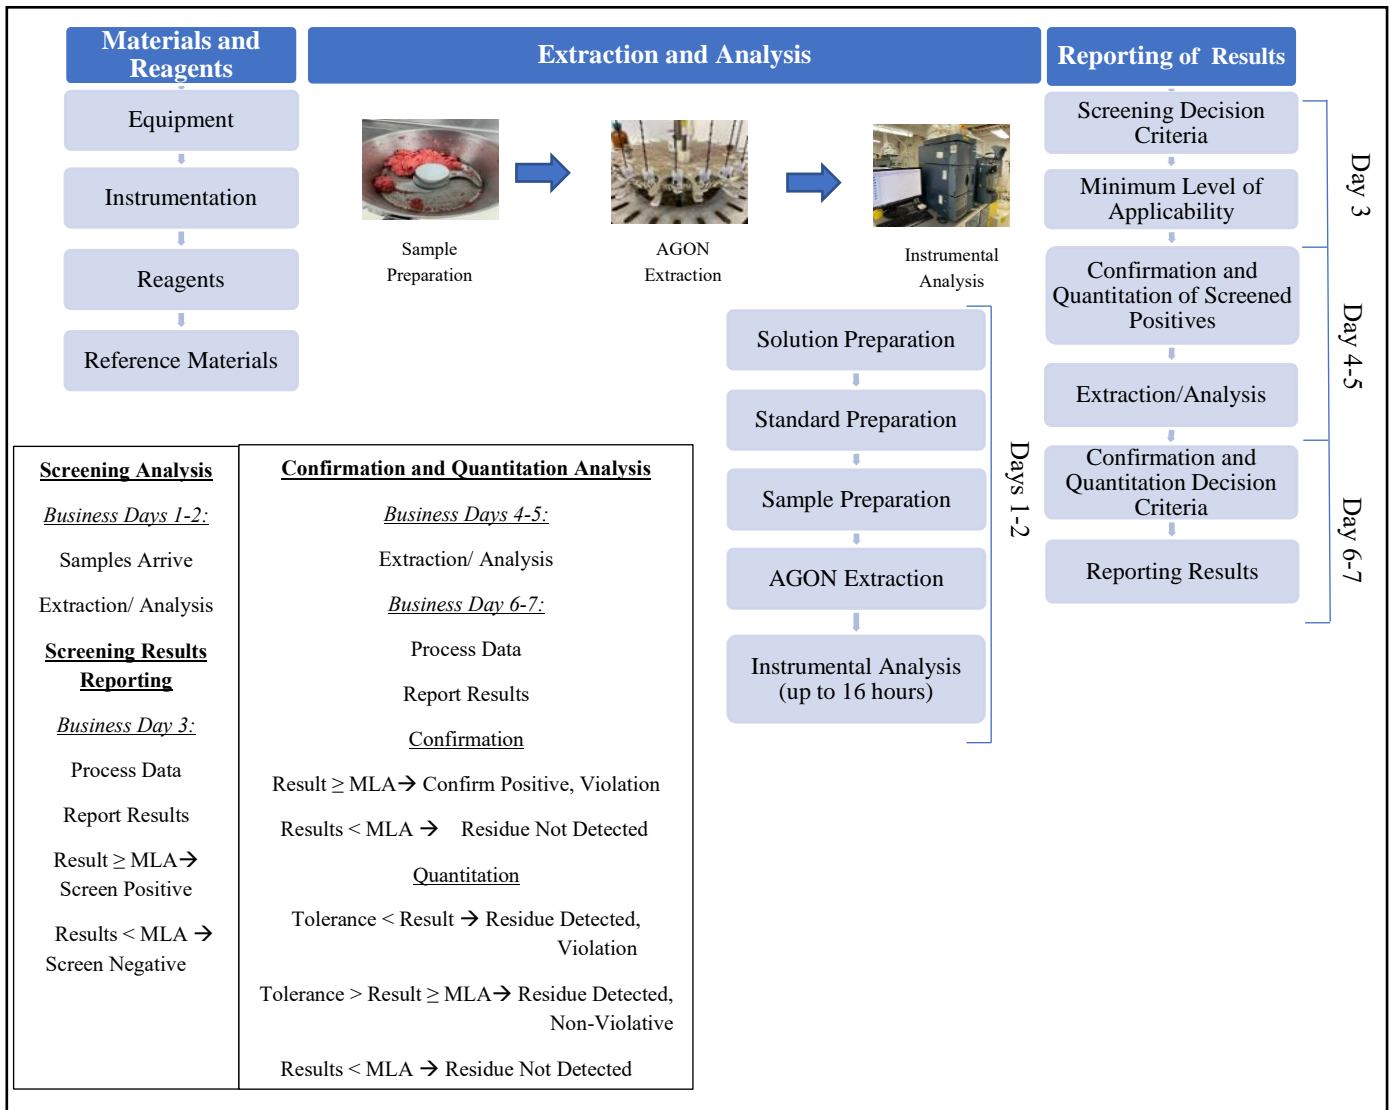 Materials and
Reagents
Equipment
Instrumentation
Reagents
Reference Materials
Extraction and Analysis
Sample
Preparation
AGON
Extraction
Instrumental
Analysis
Solution Preparation
Standard Preparation
Sample Preparation
AGON Extraction
Instrumental Analysis
(up to 16 hours)
Days 1-2
Reporting of Results
Screening Decision
Criteria
Minimum Level of
Applicability
Confirmation and
Quantitation of Screened
Positives
Extraction/Analysis
Confirmation and
Quantitation Decision
Criteria
Reporting Results
Day 3
Day 4-5
Day 6-7
Screening Analysis
Business Days 1-2:
Samples Arrive
Extraction/ Analysis
Screening Results
Reporting
Business Day 3:
Process Data
Report Results
Result ≥ MLA→
Screen Positive
Results < MLA →
Screen Negative
Confirmation and Quantitation Analysis
Business Days 4-5:
Extraction/ Analysis
Business Day 6-7:
Process Data
Report Results
Confirmation
Result ≥ MLA→ Confirm Positive, Violation
Results < MLA → Residue Not Detected
Quantitation
Tolerance < Result → Residue Detected,
Violation
Tolerance > Result ≥ MLA→ Residue Detected,
Non-Violative
Results < MLA → Residue Not Detected